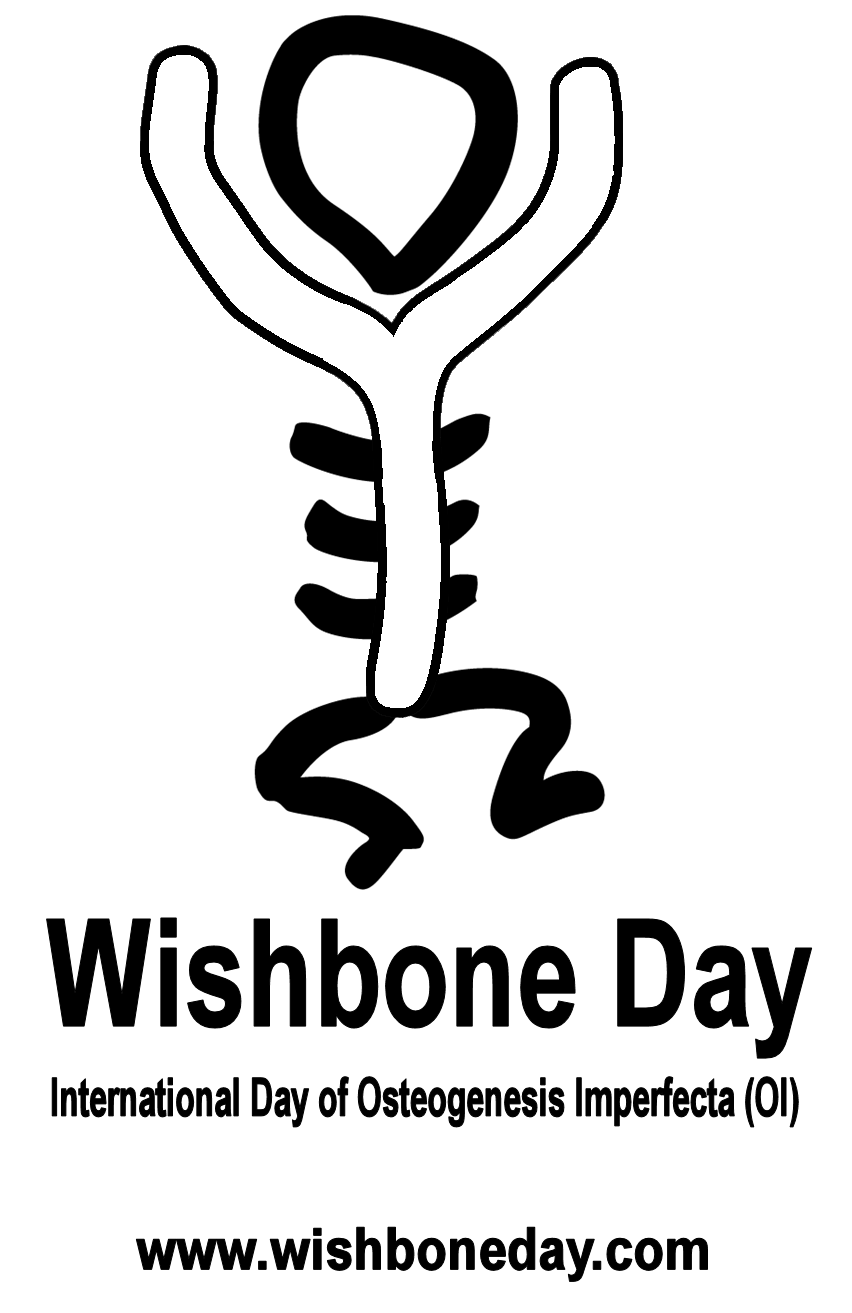 Wishbone Day
International Day of Osteogenesis Imperfecta (OI)
www.wishboneday.com